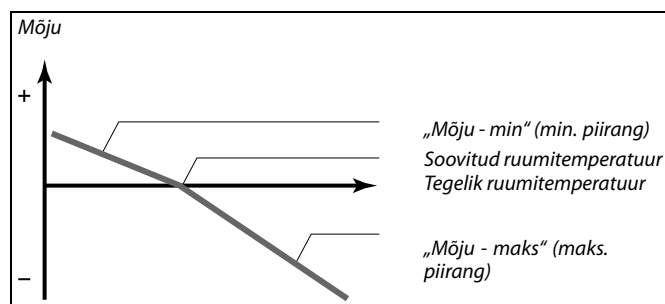 Mõju
+
„Mõju - min“ (min. piirang)
Soovitud ruumitemperatuur
Tegelik ruumitemperatuur
„Mõju - maks“ (maks.
piirang)
−